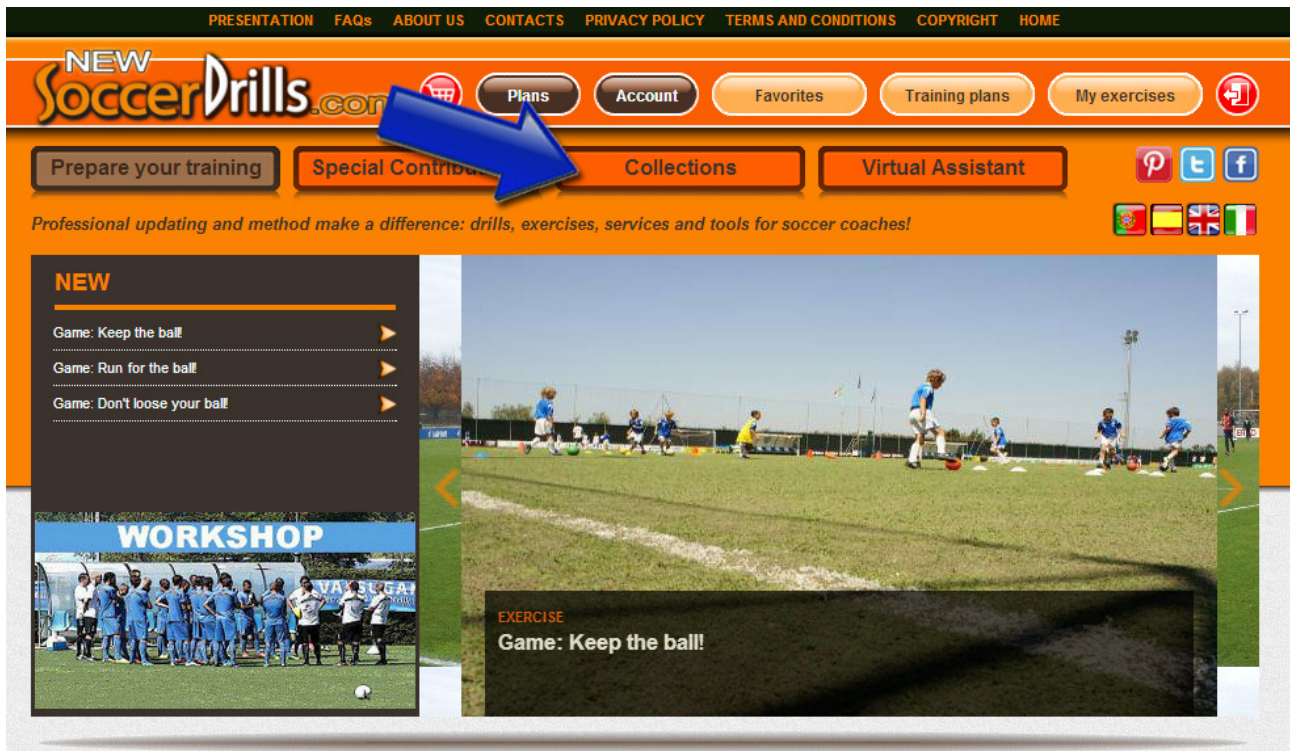 PRESENTATION FAQs ABOUT US CONTACTS PRIVACY POLICY TERMS AND CONDITIONS COPYRIGHT HOME
NEW
SoccerDrills.com
Plans Account Favorites Training plans My exercises
Prepare your training Special Contribu Collections Virtual Assistant
Professional updating and method make a difference: drills, exercises, services and tools for soccer coaches!
NEW
Game: Keep the ball!
Game: Run for the ball!
Game: Don't loose your ball!
WORKSHOP
VALSUGANA
EXERCISE
Game: Keep the ball!